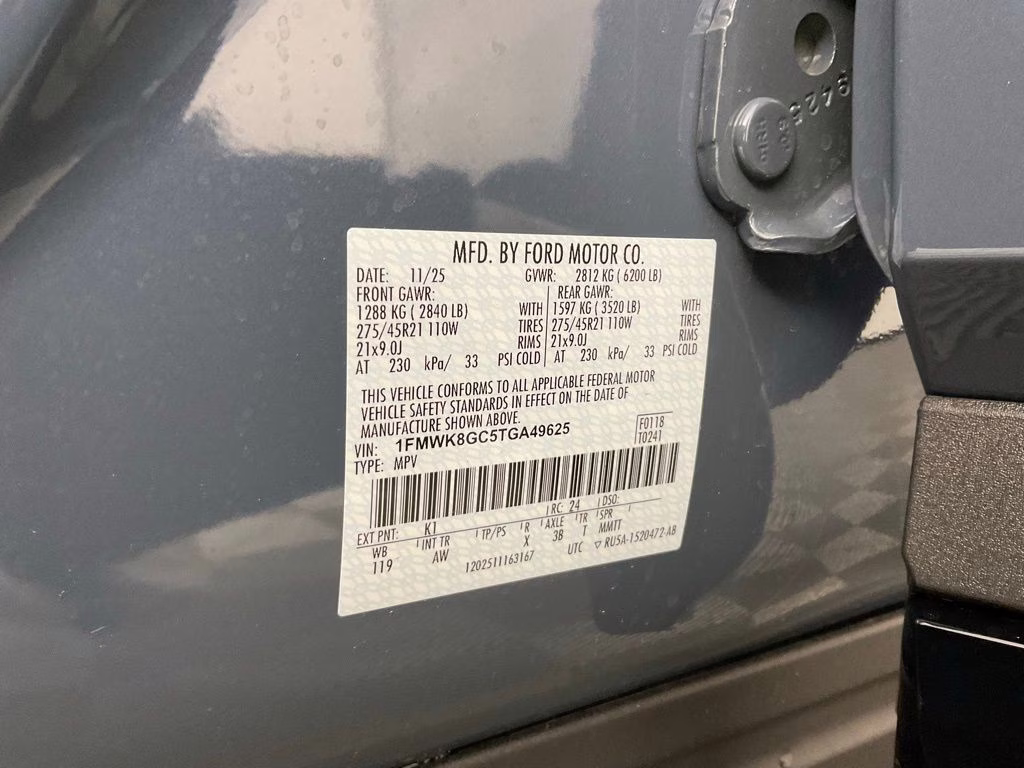 9425
MFD. BY FORD MOTOR CO.
DATE: 11/25 GVWR: 2812 KG ( 6200 LB)
FRONT GAWR: REAR GAWR:
1288 KG ( 2840 LB) WITH 1597 KG ( 3520 LB) WITH
275/45R21 110W TIRES 275/45R21 110W TIRES
21x9.0J RIMS 21x9.0J RIMS
AT 230 kPa/ 33 PSI COLD AT 230 kPa/ 33 PSI COLD
THIS VEHICLE CONFORMS TO ALL APPLICABLE FEDERAL MOTOR
VEHICLE SAFETY STANDARDS IN EFFECT ON THE DATE OF
MANUFACTURE SHOWN ABOVE.
VIN: 1FMWK8GC5TGA49625 F0118
TYPE: MPV T0241
EXT PNT: K1 RC: 24 DSO:
WB INT TR TP/PS R AXLE TR SPR
119 AW X 3B T MMTT
1202511163167 UTC ▽ RU5A-1520472-AB